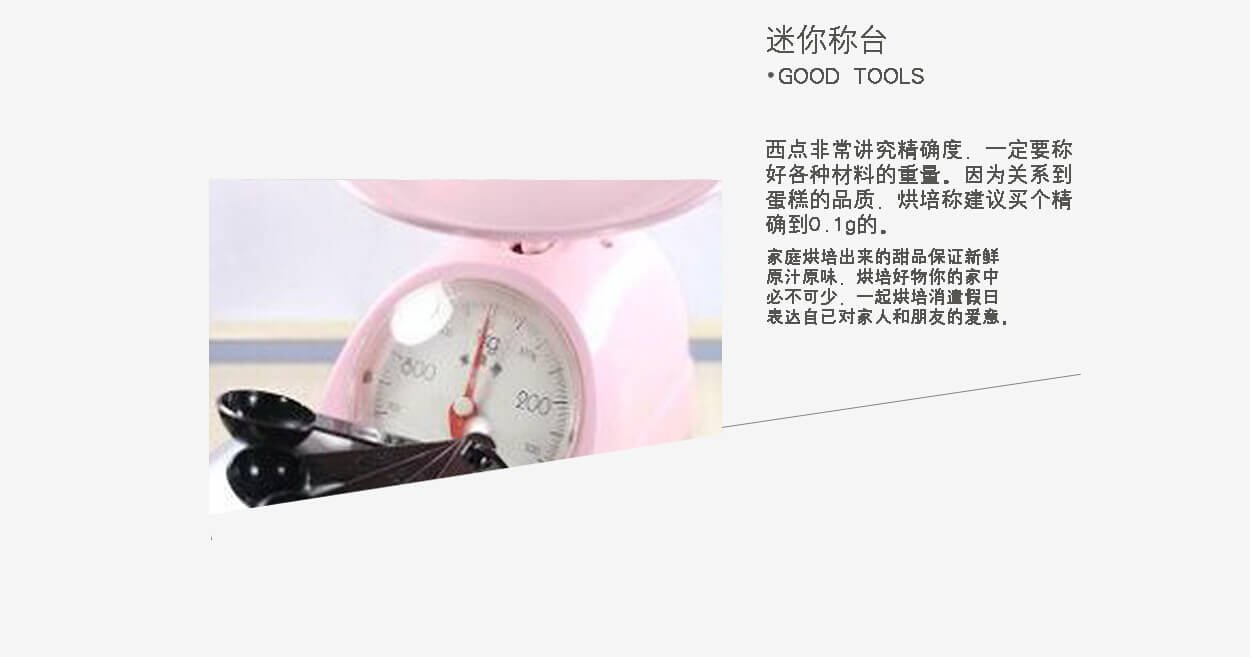 迷你称台
•GOOD TOOLS
西点非常讲究精确度，一定要称
好各种材料的重量。因为关系到
蛋糕的品质，烘培称建议买个精
确到0.1g的。
家庭烘培出来的甜品保证新鲜
原汁原味，烘培好物你的家中
必不可少，一起烘培消遣假日
表达自已对家人和朋友的爱意。
200